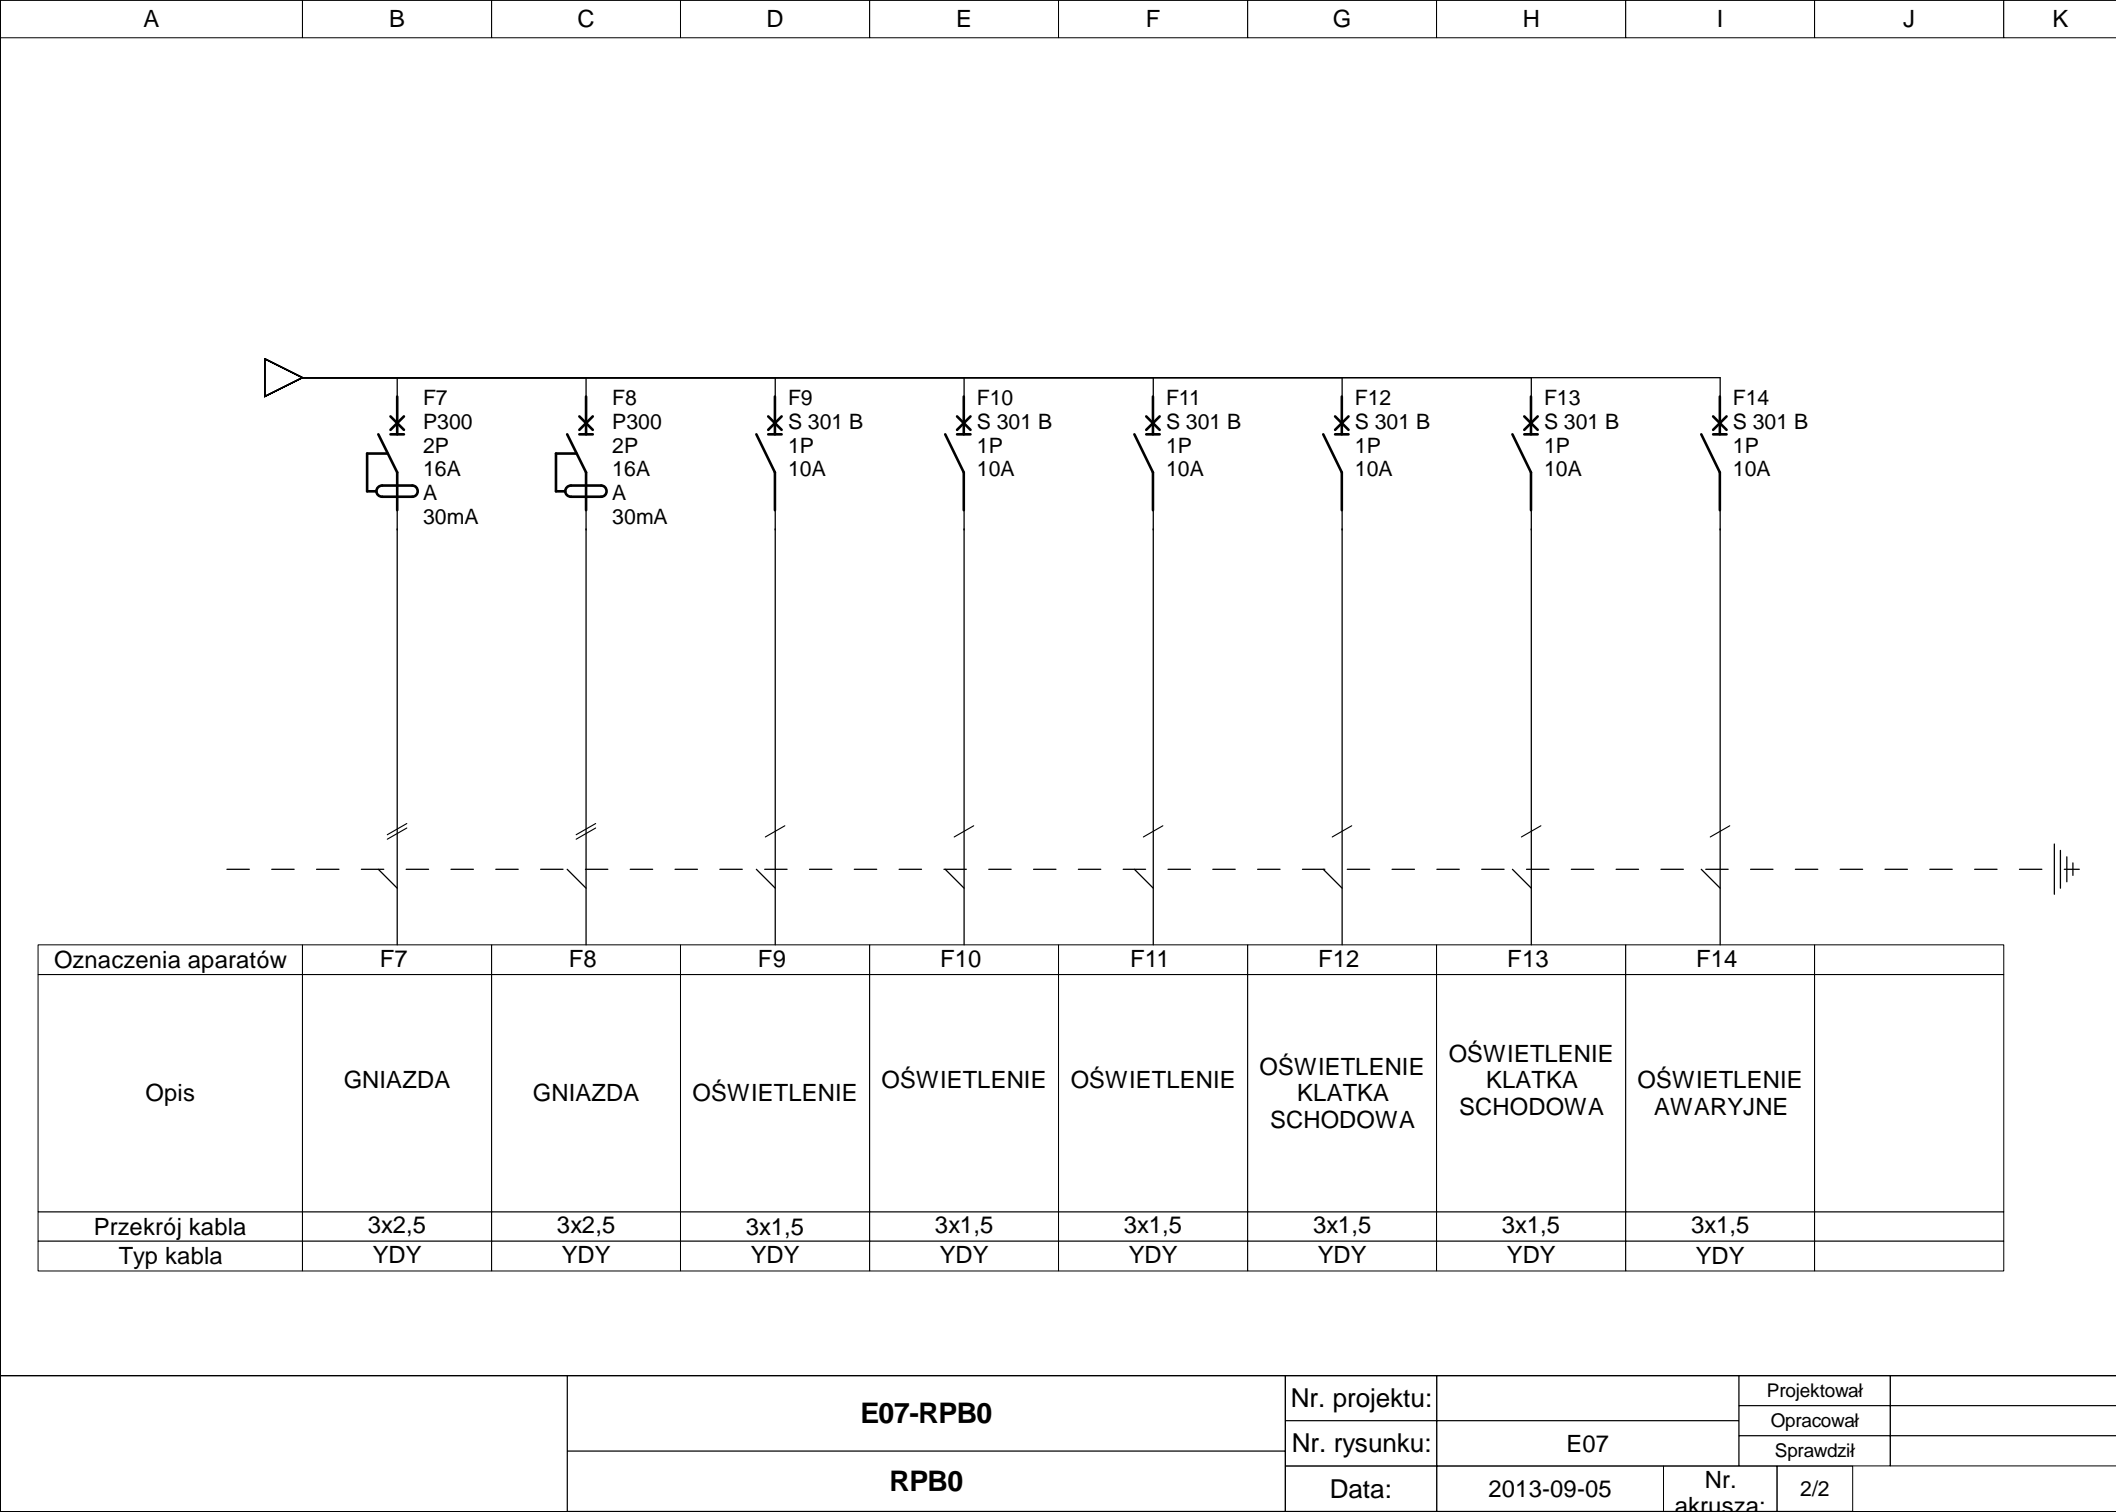 A B C D E F G H I J K
F7
P300
2P
16A
A
30mA
F8
P300
2P
16A
A
30mA
F9
S 301 B
1P
10A
F10
S 301 B
1P
10A
F11
S 301 B
1P
10A
F12
S 301 B
1P
10A
F13
S 301 B
1P
10A
F14
S 301 B
1P
10A
Oznaczenia aparatów F7 F8 F9 F10 F11 F12 F13 F14
Opis
GNIAZDA
GNIAZDA
OŚWIETLENIE
OŚWIETLENIE
OŚWIETLENIE
OŚWIETLENIE
KLATKA
SCHODOWA
OŚWIETLENIE
KLATKA
SCHODOWA
OŚWIETLENIE
AWARYJNE
Przekrój kabla 3x2,5 3x2,5 3x1,5 3x1,5 3x1,5 3x1,5 3x1,5 3x1,5
Typ kabla YDY YDY YDY YDY YDY YDY YDY YDY
E07-RPB0
RPB0
Nr. projektu:
Nr. rysunku: E07
Data: 2013-09-05
Projektował
Opracował
Sprawdził
Nr.
akrusza:
2/2